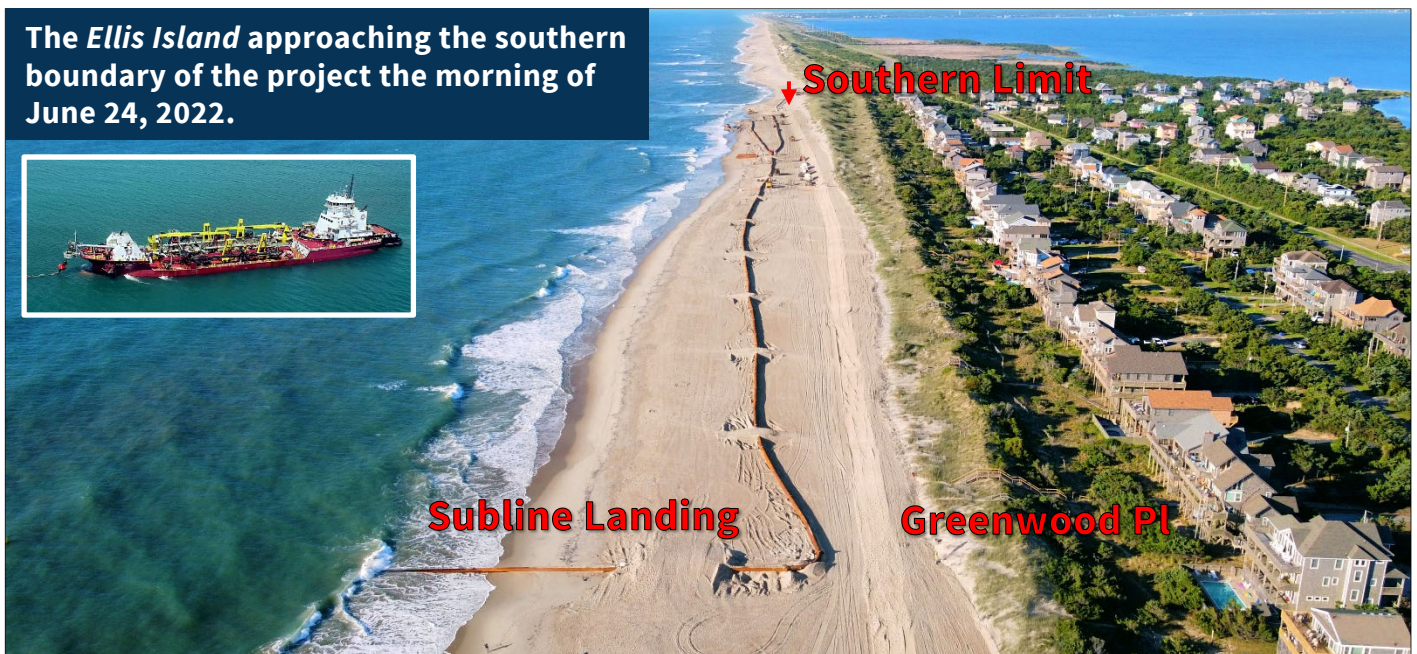 The Ellis Island approaching the southern
boundary of the project the morning of
June 24, 2022.
Southern Limit
Subline Landing
Greenwood Pl